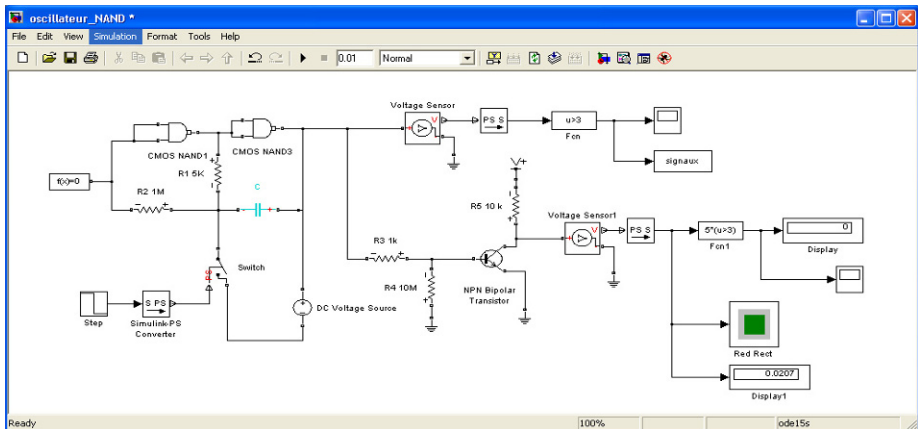 oscillateur_NAND *
File Edit View Simulation Format Tools Help
0.01 Normal
Voltage Sensor
V
PS S
u>3
Fcn
signaux
CMOS NAND1
CMOS NAND3
R1 5K
f(x)=0
R2 1M
C
V+
R5 10 k
Voltage Sensor1
V
PS S
5*(u>3)
Fcn1
0
Display
R3 1k
NPN Bipolar
Transistor
R4 10M
PS
Switch
Step
S PS
Simulink-PS
Converter
DC Voltage Source
Red Rect
0.0207
Display1
Ready 100% ode15s